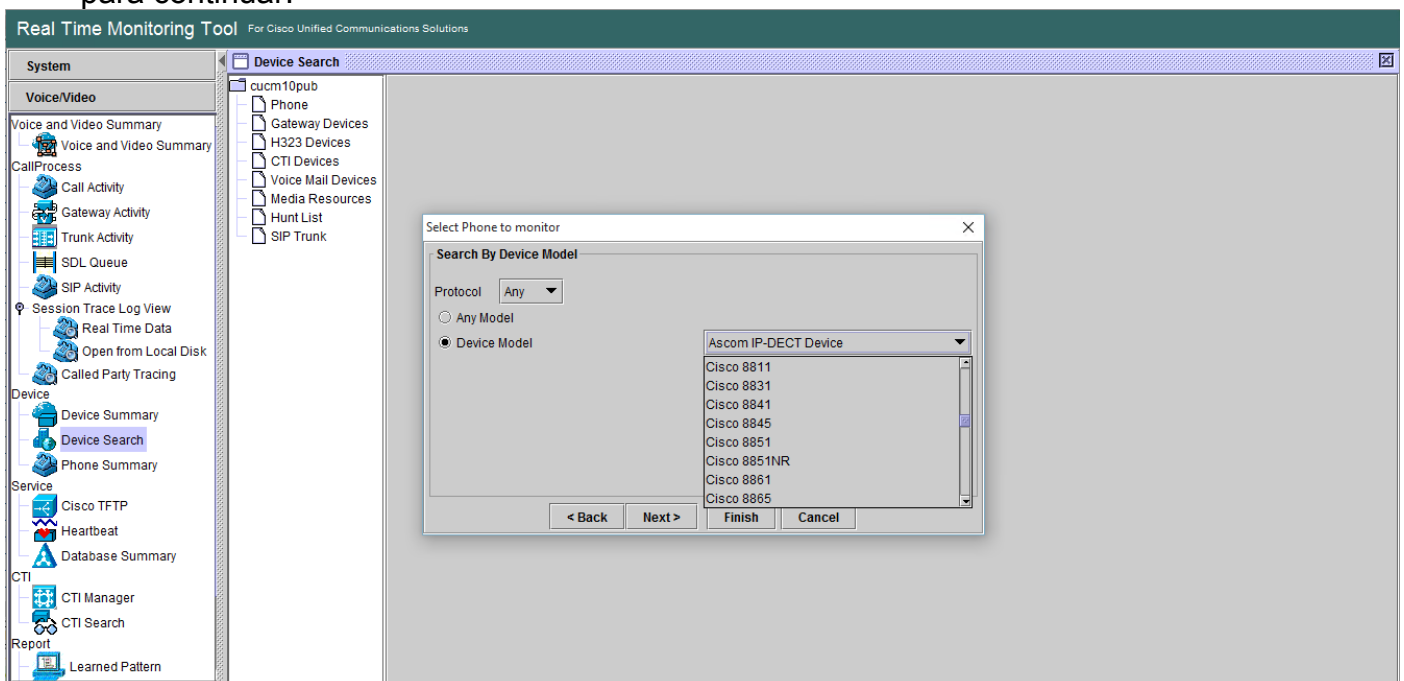 para continuar.
Real Time Monitoring Tool For Cisco Unified Communications Solutions
System
Voice/Video
Voice and Video Summary
Voice and Video Summary
CallProcess
Call Activity
Gateway Activity
Trunk Activity
SDL Queue
SIP Activity
Session Trace Log View
Real Time Data
Open from Local Disk
Called Party Tracing
Device
Device Summary
Device Search
Phone Summary
Service
Cisco TFTP
Heartbeat
Database Summary
CTI
CTI Manager
CTI Search
Report
Learned Pattern
Device Search
cucm10pub
Phone
Gateway Devices
H323 Devices
CTI Devices
Voice Mail Devices
Media Resources
Hunt List
SIP Trunk
Select Phone to monitor
Search By Device Model
Protocol Any
Any Model
Device Model Ascom IP-DECT Device
Cisco 8811
Cisco 8831
Cisco 8841
Cisco 8845
Cisco 8851
Cisco 8851NR
Cisco 8861
Cisco 8865
< Back Next > Finish Cancel